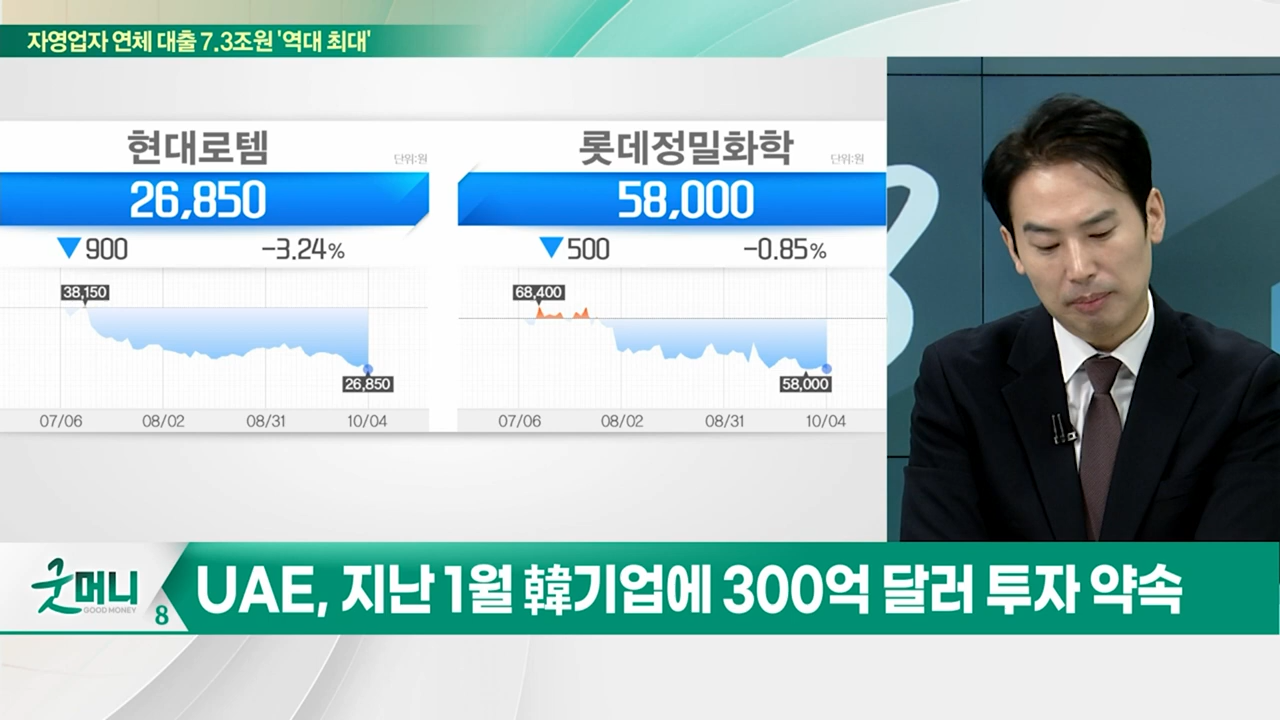 자영업자 연체 대출 7.3조원 '역대 최대'
현대로템
단위:원
26,850
▼900 -3.24%
38,150
26,850
07/06 08/02 08/31 10/04
롯데정밀화학
단위:원
58,000
▼500 -0.85%
68,400
58,000
07/06 08/02 08/31 10/04
굿머니
GOOD MONEY
8
UAE, 지난 1월 韓기업에 300억 달러 투자 약속